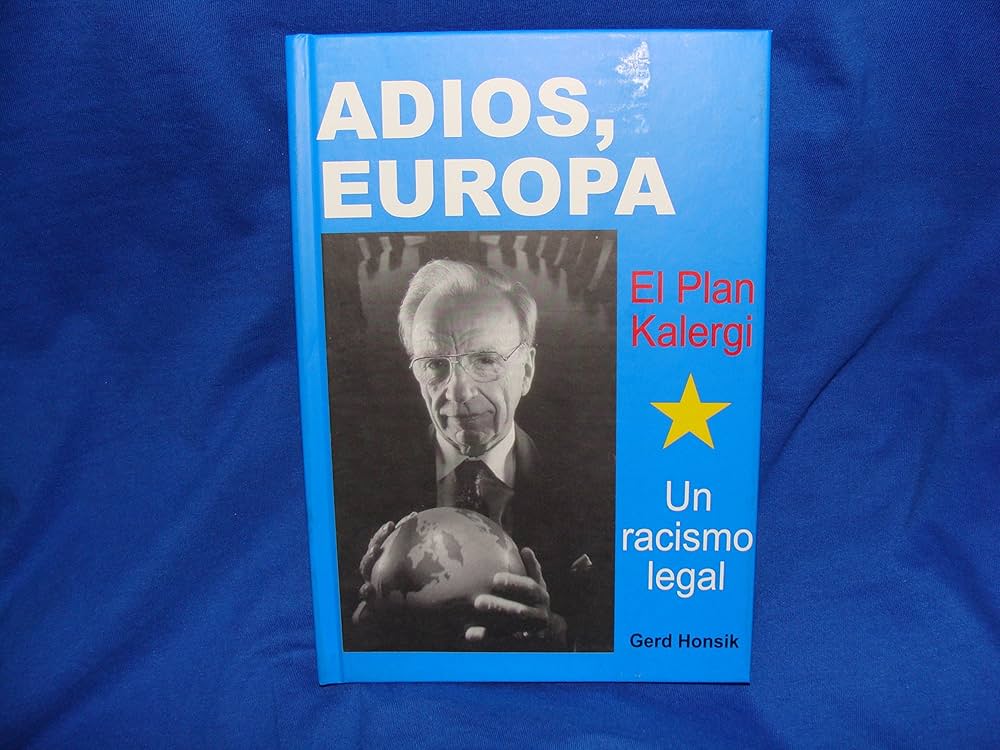 ADIOS,
EUROPA
El Plan
Kalergi
Un
racismo
legal
Gerd Honsik